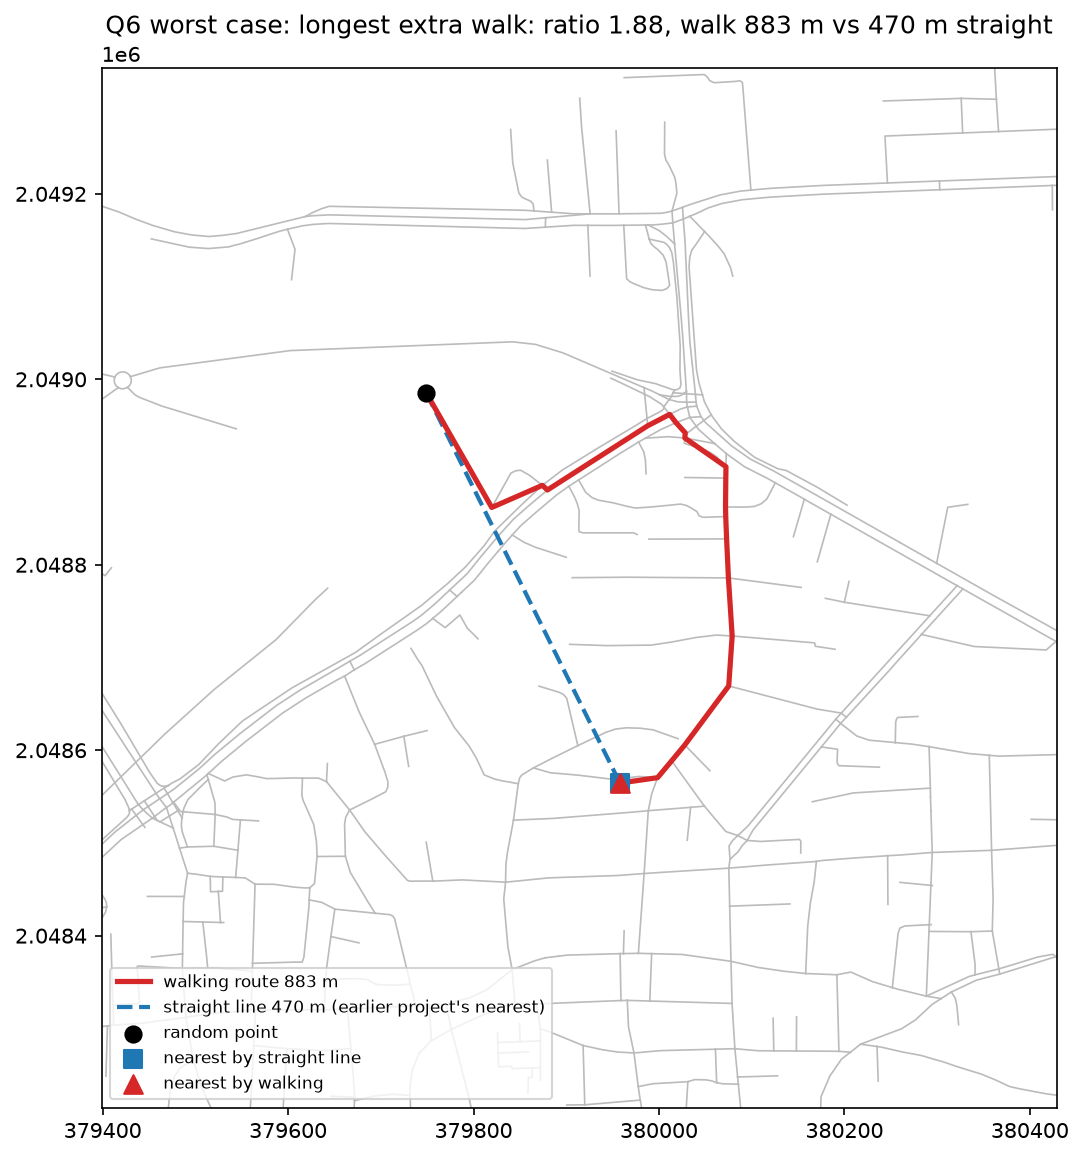 Q6 worst case: longest extra walk: ratio 1.88, walk 883 m vs 470 m straight
1e6
2.0492
2.0490
2.0488
2.0486
2.0484
walking route 883 m
straight line 470 m (earlier project's nearest)
random point
nearest by straight line
nearest by walking
379400 379600 379800 380000 380200 380400